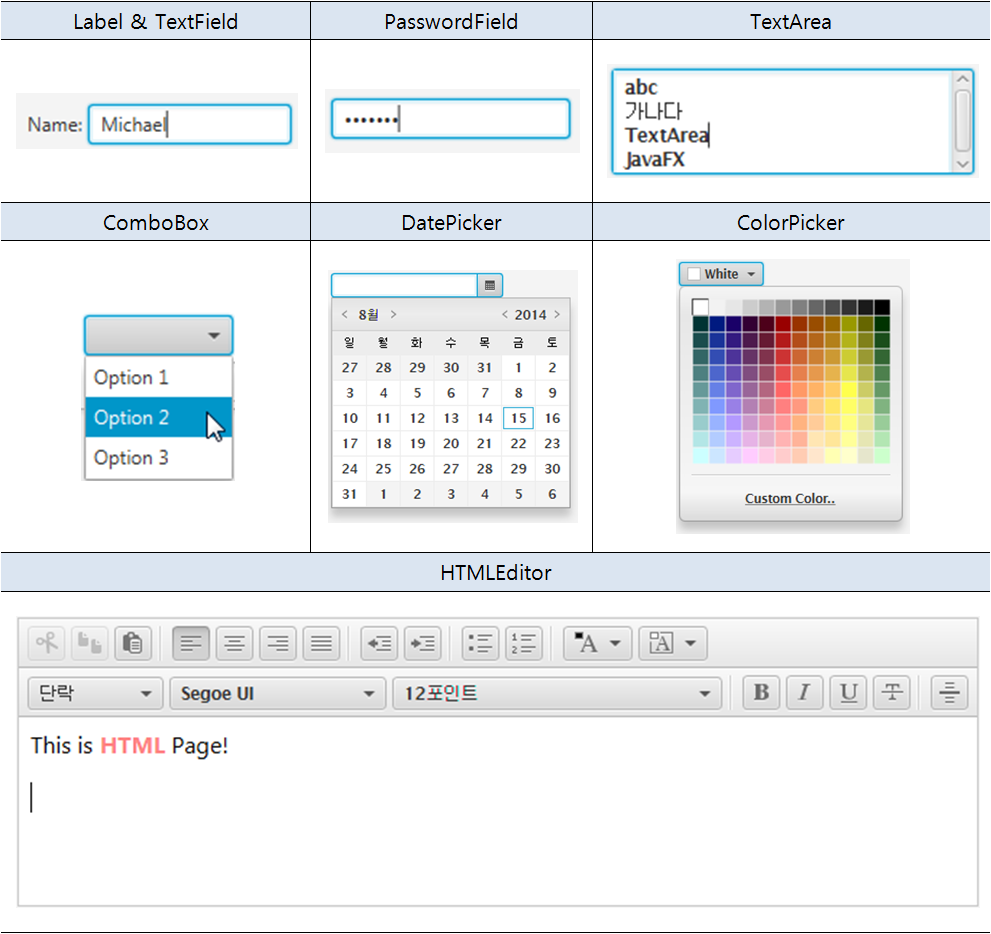 Label & TextField
PasswordField
TextArea
Name: Michael
•••••••
abc
가나다
TextArea
JavaFX
ComboBox
DatePicker
ColorPicker
Option 1
Option 2
Option 3
< 8월 > < 2014 >
일 월 화 수 목 금 토
27 28 29 30 31 1 2
3 4 5 6 7 8 9
10 11 12 13 14 15 16
17 18 19 20 21 22 23
24 25 26 27 28 29 30
31 1 2 3 4 5 6
White
Custom Color..
HTMLEditor
A A
단락 Segoe UI 12포인트 B I U T
This is HTML Page!